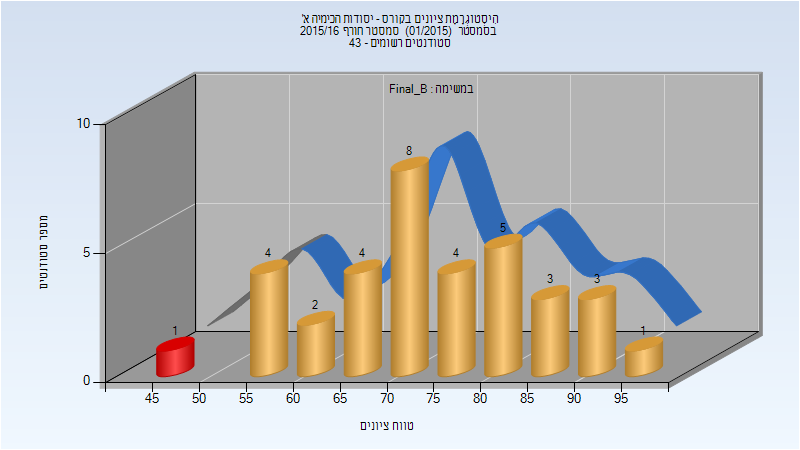 היסטוגרמת ציונים בקורס - יסודות הכימיה א'
בסמסטר (01/2015) סמסטר חורף 2015/16
סטודנטים רשומים - 43
במשימה : Final_B
מספר סטודנטים
10
5
0
1
4
2
4
8
4
5
3
3
1
45 50 55 60 65 70 75 80 85 90 95
טווח ציונים